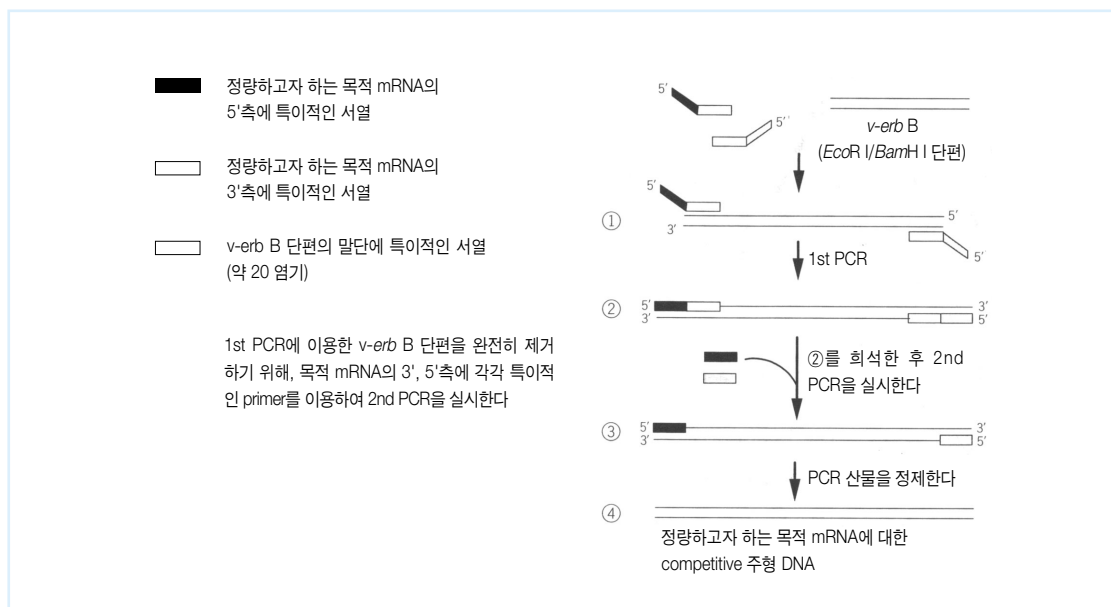 정량하고자 하는 목적 mRNA의
5'측에 특이적인 서열
정량하고자 하는 목적 mRNA의
3'측에 특이적인 서열
v-erb B 단편의 말단에 특이적인 서열
(약 20 염기)
1st PCR에 이용한 v-erb B 단편을 완전히 제거
하기 위해, 목적 mRNA의 3', 5'측에 각각 특이적
인 primer를 이용하여 2nd PCR을 실시한다
5'
5'
v-erb B
(EcoR I/BamH I 단편)
5'
①
5'
3'
5'
1st PCR
②
5'
3'
3'
5'
②를 희석한 후 2nd
PCR을 실시한다
③
5'
3'
3'
5'
PCR 산물을 정제한다
④
정량하고자 하는 목적 mRNA에 대한
competitive 주형 DNA